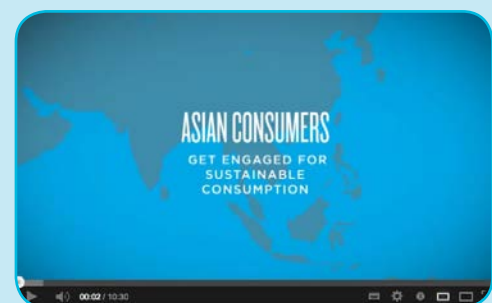 ASIAN CONSUMERS
GET ENGAGED FOR
SUSTAINABLE
CONSUMPTION
00:02 / 10:30